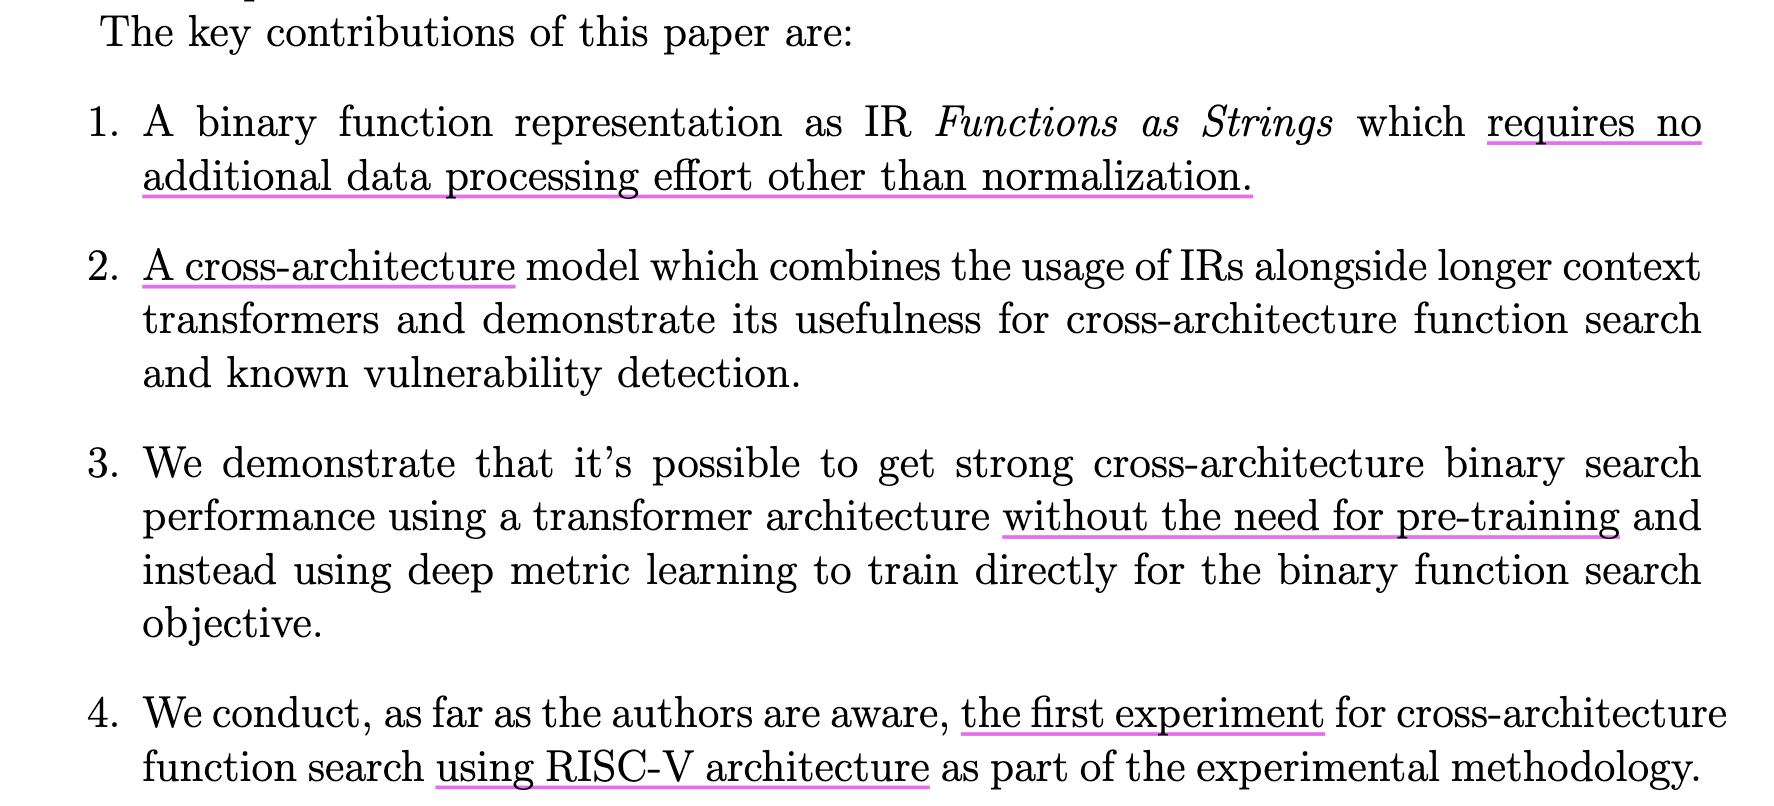 The key contributions of this paper are:
1. A binary function representation as IR Functions as Strings which requires no
additional data processing effort other than normalization.
2. A cross-architecture model which combines the usage of IRs alongside longer context
transformers and demonstrate its usefulness for cross-architecture function search
and known vulnerability detection.
3. We demonstrate that it's possible to get strong cross-architecture binary search
performance using a transformer architecture without the need for pre-training and
instead using deep metric learning to train directly for the binary function search
objective.
4. We conduct, as far as the authors are aware, the first experiment for cross-architecture
function search using RISC-V architecture as part of the experimental methodology.